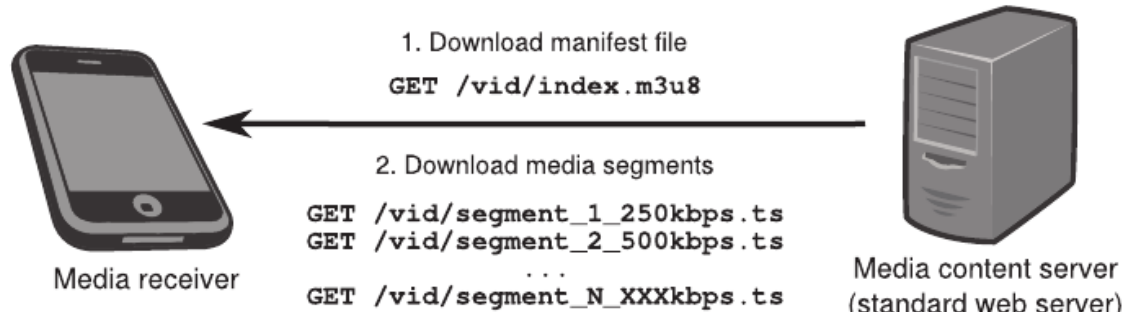 1. Download manifest file
GET /vid/index.m3u8
2. Download media segments
GET /vid/segment_1_250kbps.ts
GET /vid/segment_2_500kbps.ts
...
GET /vid/segment_N_XXXkbps.ts
Media receiver
Media content server
(standard web server)